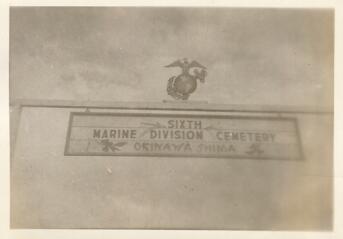 SIXTH
MARINE DIVISION CEMETERY
OKINAWA SHIMA